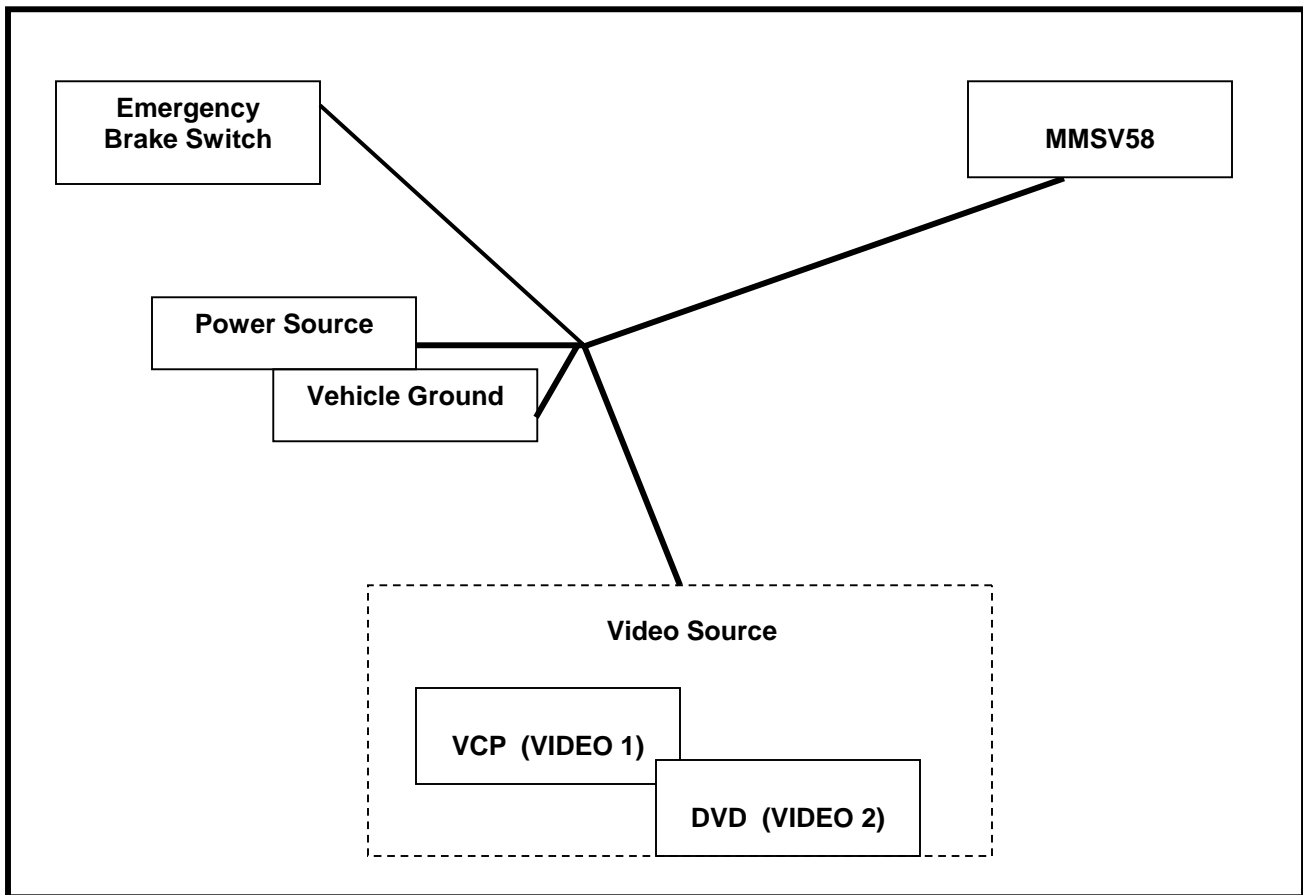 Emergency
Brake Switch
MMSV58
Power Source
Vehicle Ground
Video Source
VCP (VIDEO 1)
DVD (VIDEO 2)